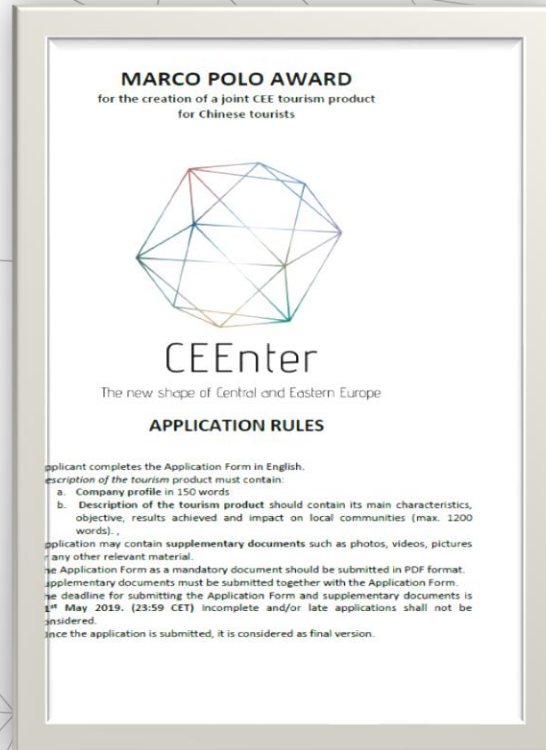 MARCO POLO AWARD
for the creation of a joint CEE tourism product
for Chinese tourists
CEEnter
The new shape of Central and Eastern Europe
APPLICATION RULES
pplicant completes the Application Form in English.
escription of the tourism product must contain:
a. Company profile in 150 words
b. Description of the tourism product should contain its main characteristics,
objective, results achieved and impact on local communities (max. 1200
words). ,
pplication may contain supplementary documents such as photos, videos, pictures
any other relevant material.
he Application Form as a mandatory document should be submitted in PDF format.
upplementary documents must be submitted together with the Application Form.
he deadline for submitting the Application Form and supplementary documents is
1st May 2019. (23:59 CET) Incomplete and/or late applications shall not be
onsidered.
nce the application is submitted, it is considered as final version.